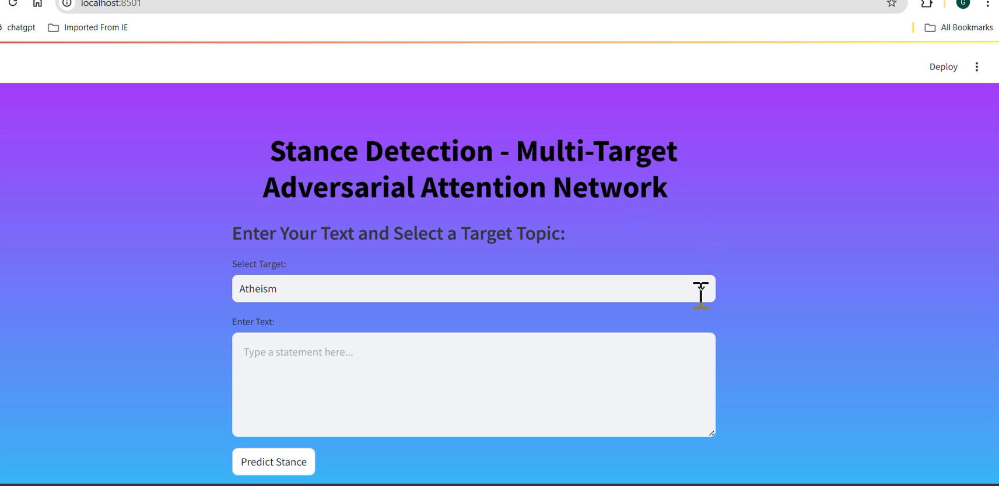 localhost:8501
G
chatgpt
Imported From IE
All Bookmarks
Deploy
Stance Detection - Multi-Target
Adversarial Attention Network
Enter Your Text and Select a Target Topic:
Select Target:
Atheism
Enter Text:
Type a statement here...
Predict Stance